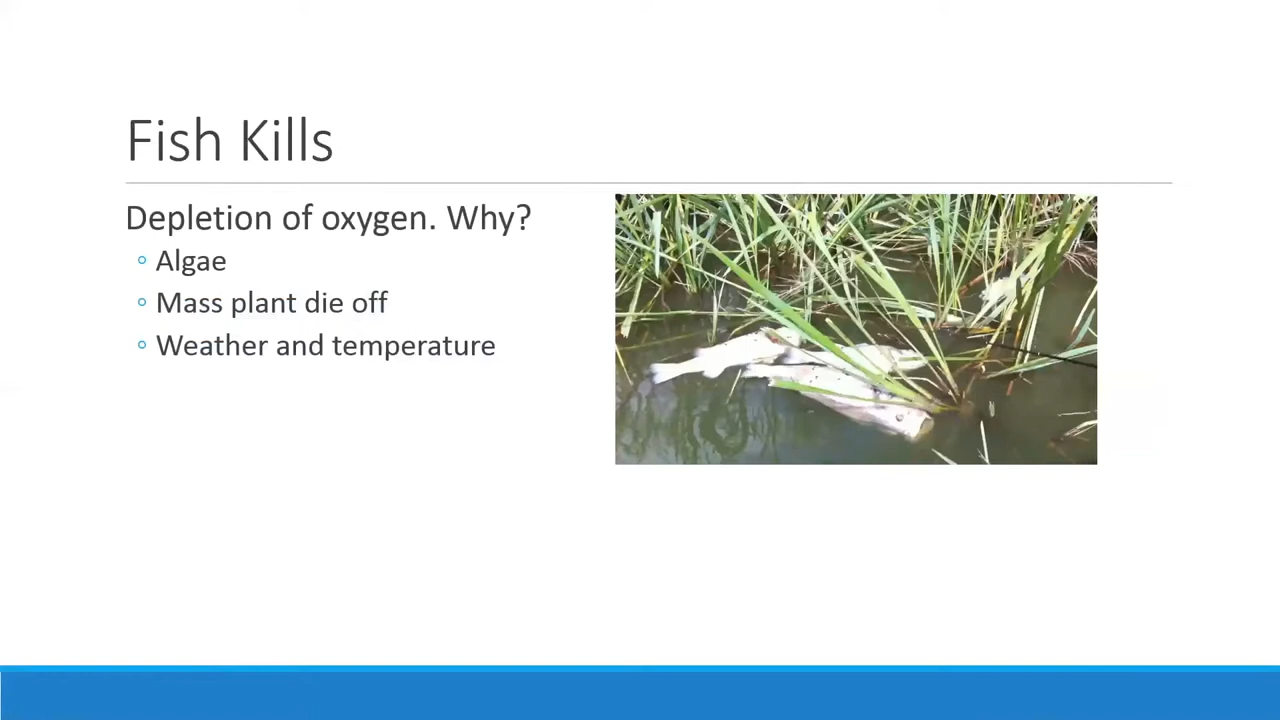 Fish Kills
Depletion of oxygen. Why?
Algae
Mass plant die off
Weather and temperature